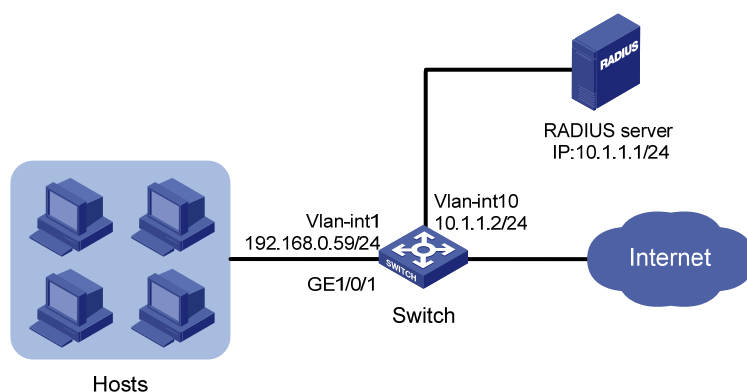 RADIUS
RADIUS server
IP:10.1.1.1/24
Vlan-int10
10.1.1.2/24
Vlan-int1
192.168.0.59/24
GE1/0/1
SWITCH
Switch
Internet
Hosts